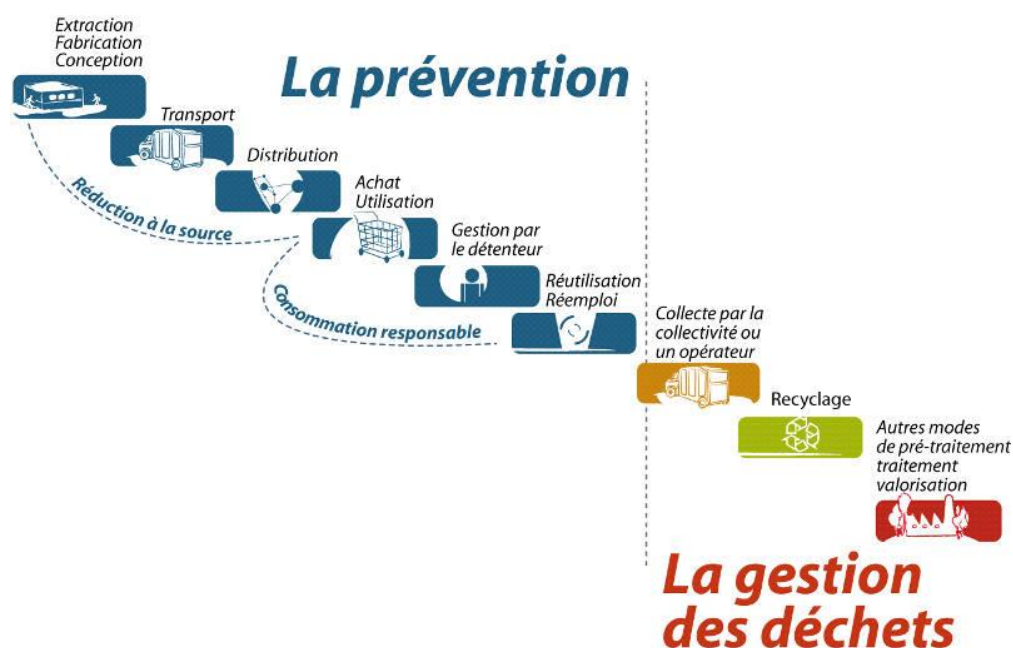 Extraction
Fabrication
Conception
La prévention
Transport
Distribution
Réduction à la source
Achat
Utilisation
Gestion par
le détenteur
Consommation responsable
Réutilisation
Réemploi
Collecte par la
collectivité ou
un opérateur
Recyclage
Autres modes
de pré-traitement
traitement
valorisation
La gestion
des déchets